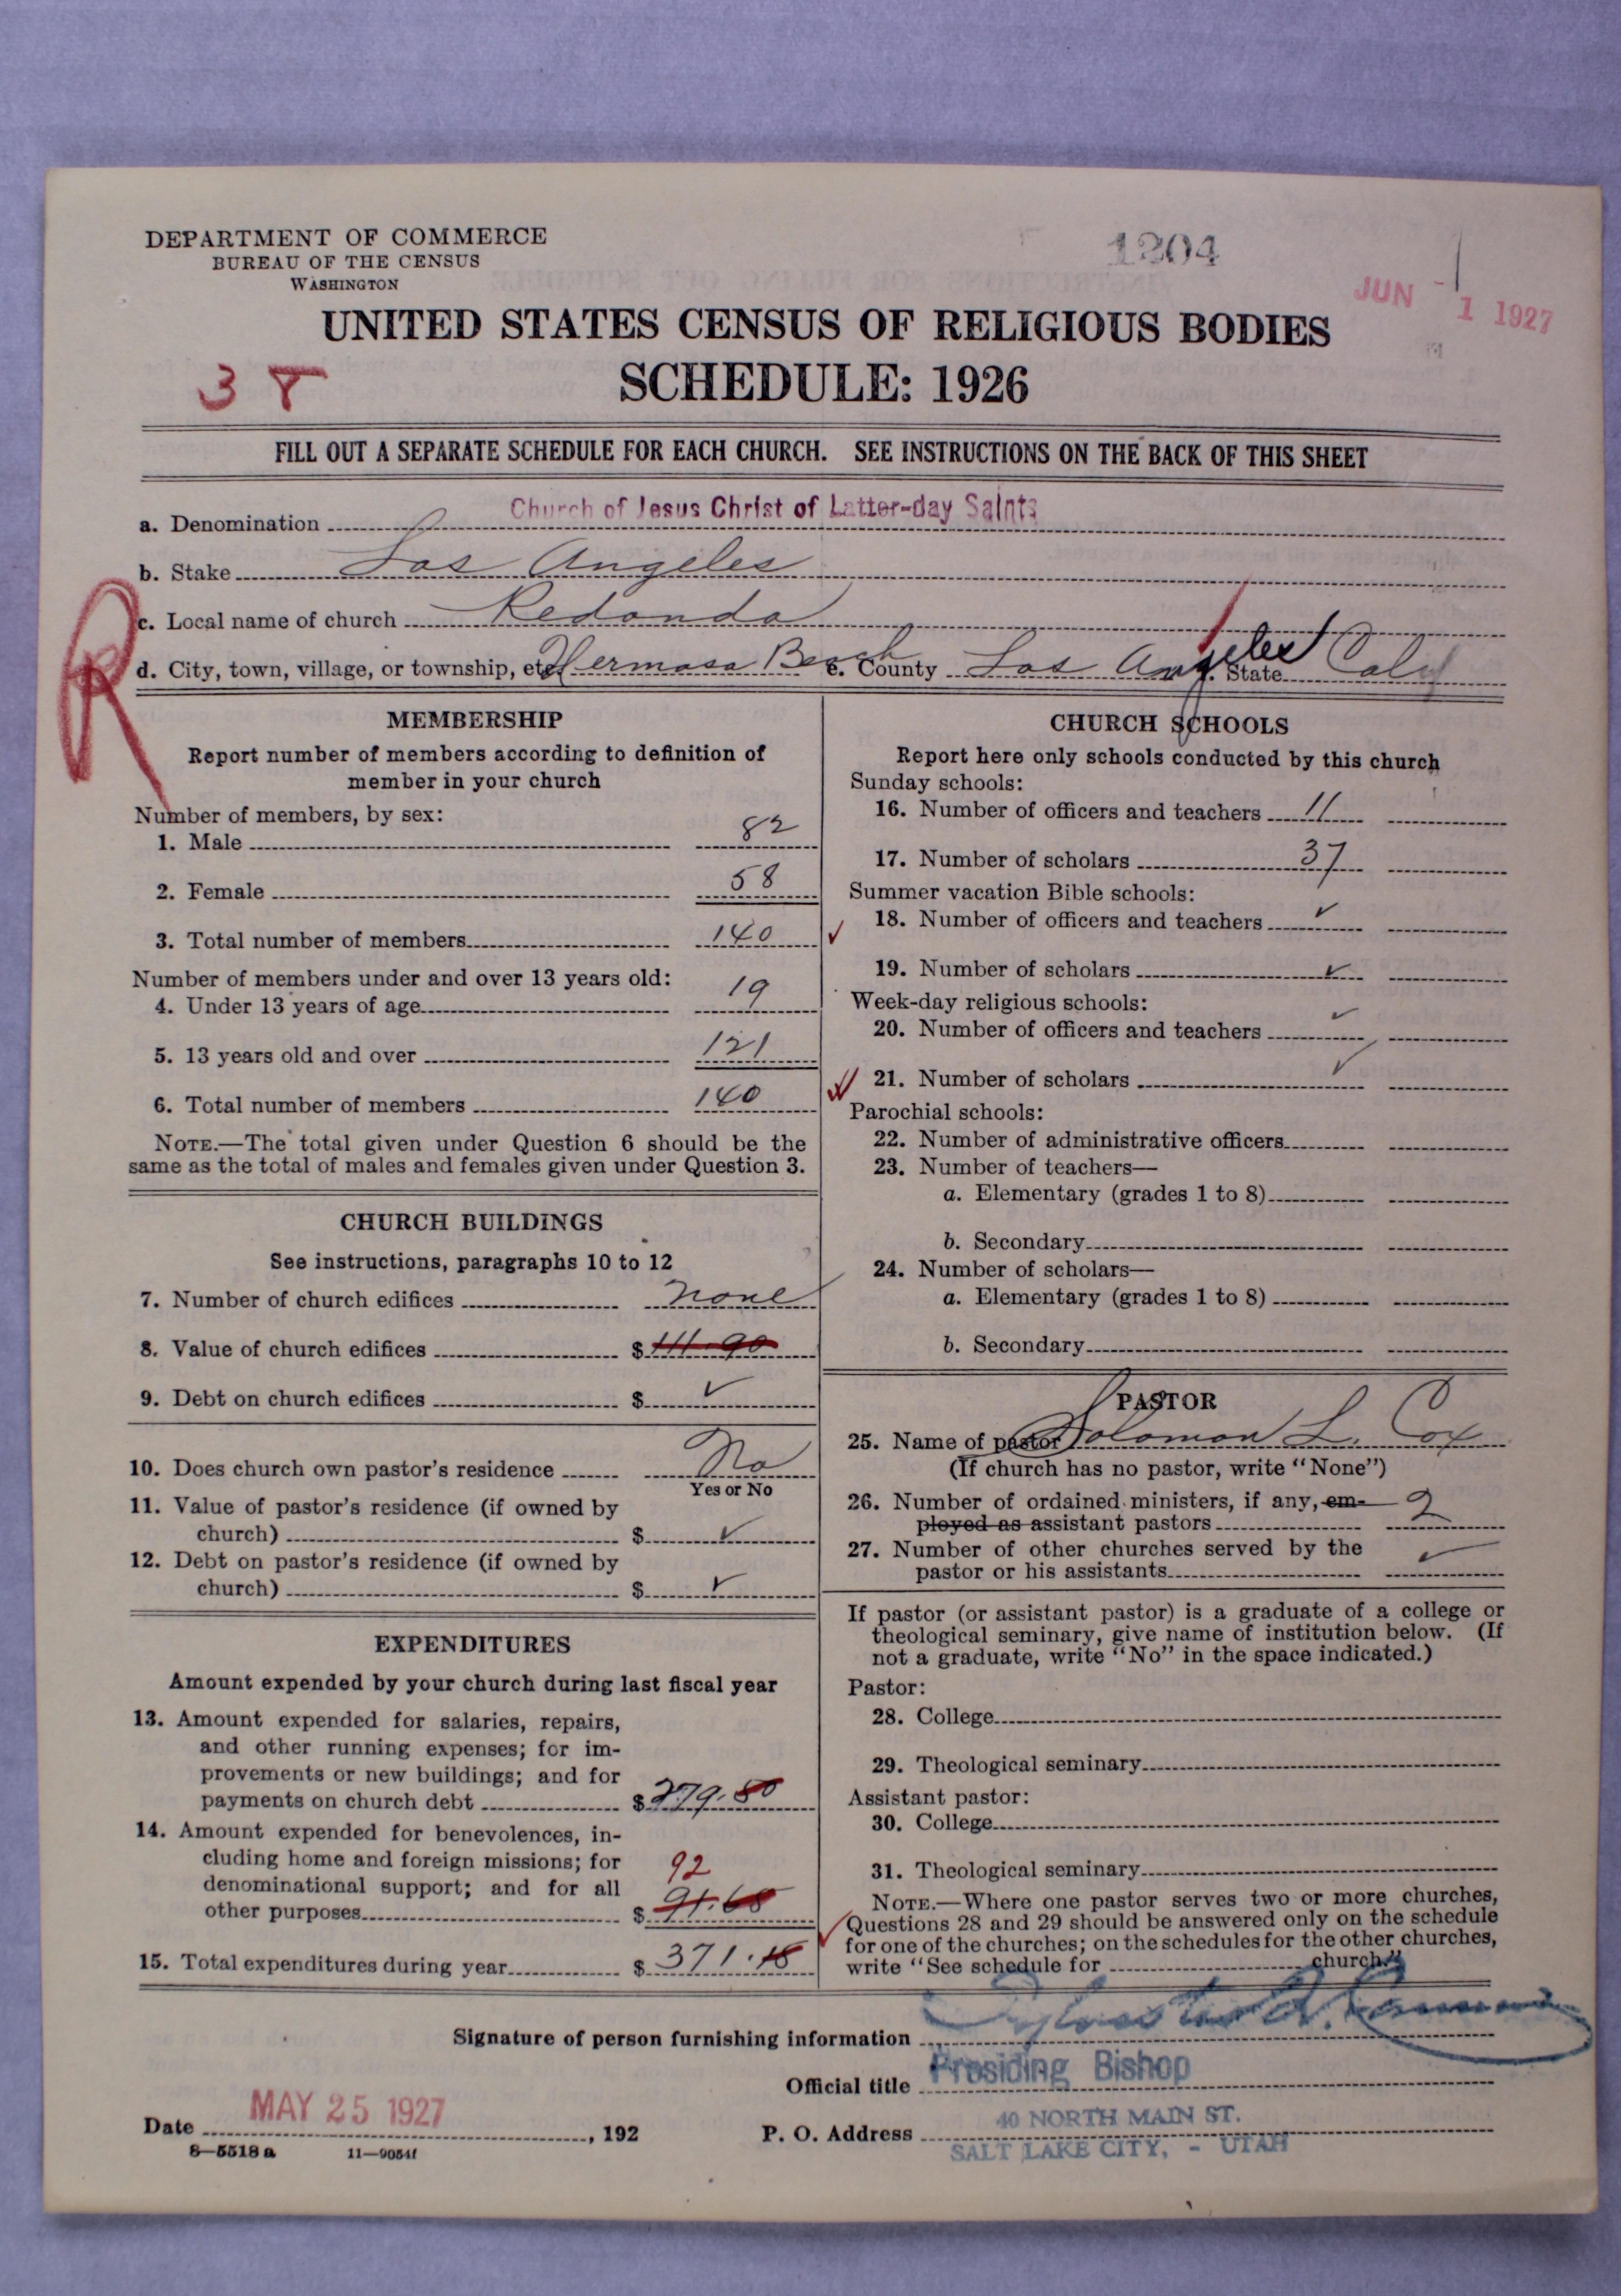 DEPARTMENT OF COMMERCE
BUREAU OF THE CENSUS
WASHINGTON
1204
JUN - 1 1927
UNITED STATES CENSUS OF RELIGIOUS BODIES
SCHEDULE: 1926
FILL OUT A SEPARATE SCHEDULE FOR EACH CHURCH. SEE INSTRUCTIONS ON THE BACK OF THIS SHEET
a. Denomination Church of Jesus Christ of Latter-day Saints
b. Stake Los Angeles
R
c. Local name of church Redondo
d. City, town, village, or township, etc. Hermosa Beach e. County Los Angeles f. State Calif
MEMBERSHIP
Report number of members according to definition of
member in your church
Number of members, by sex:
1. Male 82
2. Female 58
3. Total number of members 140
Number of members under and over 13 years old:
4. Under 13 years of age 19
5. 13 years old and over 121
6. Total number of members 140
NOTE.—The total given under Question 6 should be the
same as the total of males and females given under Question 3.
CHURCH BUILDINGS
See instructions, paragraphs 10 to 12
7. Number of church edifices none
8. Value of church edifices $ 111.90
9. Debt on church edifices $ ✓
10. Does church own pastor's residence No
Yes or No
11. Value of pastor's residence (if owned by
church) $ ✓
12. Debt on pastor's residence (if owned by
church) $ ✓
EXPENDITURES
Amount expended by your church during last fiscal year
13. Amount expended for salaries, repairs,
and other running expenses; for im-
provements or new buildings; and for
payments on church debt $ 279.50
14. Amount expended for benevolences, in-
cluding home and foreign missions; for 92
denominational support; and for all
other purposes $ 91.68
15. Total expenditures during year $ 371.18
CHURCH SCHOOLS
Report here only schools conducted by this church
Sunday schools:
16. Number of officers and teachers 11
17. Number of scholars 37
Summer vacation Bible schools:
18. Number of officers and teachers ✓
19. Number of scholars ✓
Week-day religious schools:
20. Number of officers and teachers ✓
21. Number of scholars ✓
Parochial schools:
22. Number of administrative officers
23. Number of teachers—
a. Elementary (grades 1 to 8)
b. Secondary
24. Number of scholars—
a. Elementary (grades 1 to 8)
b. Secondary
PASTOR
25. Name of pastor Solomon L. Cox
(If church has no pastor, write "None")
26. Number of ordained ministers, if any, em- 2
ployed as assistant pastors
27. Number of other churches served by the ✓
pastor or his assistants
If pastor (or assistant pastor) is a graduate of a college or
theological seminary, give name of institution below. (If
not a graduate, write "No" in the space indicated.)
Pastor:
28. College
29. Theological seminary
Assistant pastor:
30. College
31. Theological seminary
NOTE.—Where one pastor serves two or more churches,
Questions 28 and 29 should be answered only on the schedule
for one of the churches; on the schedules for the other churches,
write "See schedule for church."
Signature of person furnishing information
Official title Presiding Bishop
Date MAY 25 1927, 192 P. O. Address 40 NORTH MAIN ST.
SALT LAKE CITY, - UTAH
8—5518 a 11—9054f